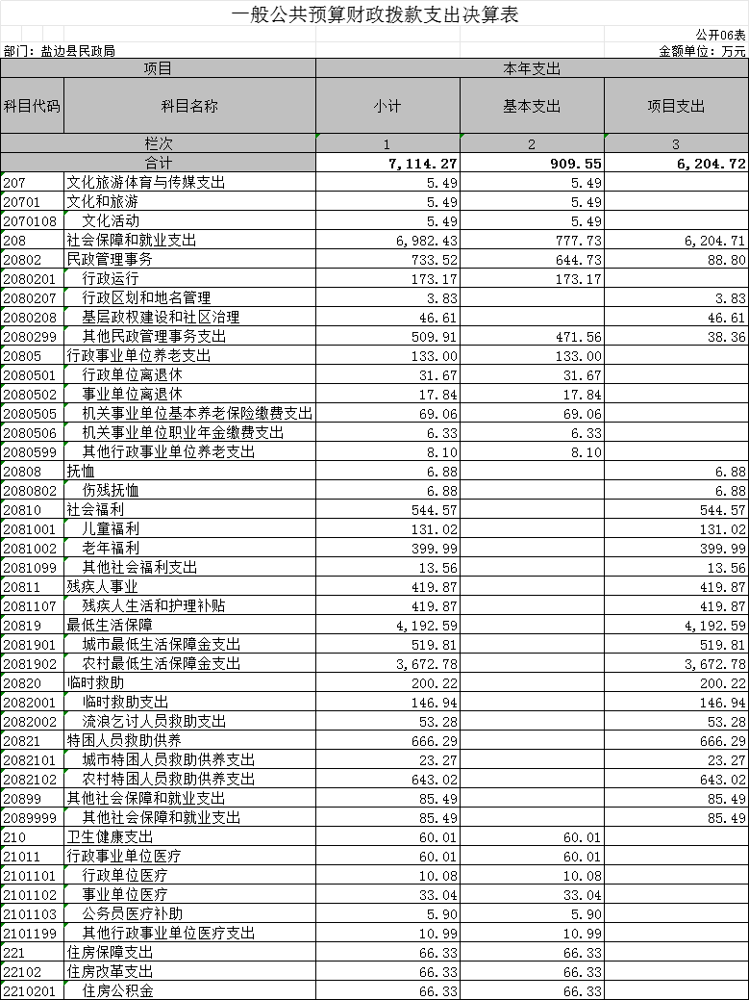 一般公共预算财政拨款支出决算表
公开06表
部门：盐边县民政局 金额单位：万元
项目 本年支出
科目代码 科目名称 小计 基本支出 项目支出
栏次 1 2 3
合计 7,114.27 909.55 6,204.72
207 文化旅游体育与传媒支出 5.49 5.49
20701 文化和旅游 5.49 5.49
2070108 文化活动 5.49 5.49
208 社会保障和就业支出 6,982.43 777.73 6,204.71
20802 民政管理事务 733.52 644.73 88.80
2080201 行政运行 173.17 173.17
2080207 行政区划和地名管理 3.83 3.83
2080208 基层政权建设和社区治理 46.61 46.61
2080299 其他民政管理事务支出 509.91 471.56 38.36
20805 行政事业单位养老支出 133.00 133.00
2080501 行政单位离退休 31.67 31.67
2080502 事业单位离退休 17.84 17.84
2080505 机关事业单位基本养老保险缴费支出 69.06 69.06
2080506 机关事业单位职业年金缴费支出 6.33 6.33
2080599 其他行政事业单位养老支出 8.10 8.10
20808 抚恤 6.88 6.88
2080802 伤残抚恤 6.88 6.88
20810 社会福利 544.57 544.57
2081001 儿童福利 131.02 131.02
2081002 老年福利 399.99 399.99
2081099 其他社会福利支出 13.56 13.56
20811 残疾人事业 419.87 419.87
2081107 残疾人生活和护理补贴 419.87 419.87
20819 最低生活保障 4,192.59 4,192.59
2081901 城市最低生活保障金支出 519.81 519.81
2081902 农村最低生活保障金支出 3,672.78 3,672.78
20820 临时救助 200.22 200.22
2082001 临时救助支出 146.94 146.94
2082002 流浪乞讨人员救助支出 53.28 53.28
20821 特困人员救助供养 666.29 666.29
2082101 城市特困人员救助供养支出 23.27 23.27
2082102 农村特困人员救助供养支出 643.02 643.02
20899 其他社会保障和就业支出 85.49 85.49
2089999 其他社会保障和就业支出 85.49 85.49
210 卫生健康支出 60.01 60.01
21011 行政事业单位医疗 60.01 60.01
2101101 行政单位医疗 10.08 10.08
2101102 事业单位医疗 33.04 33.04
2101103 公务员医疗补助 5.90 5.90
2101199 其他行政事业单位医疗支出 10.99 10.99
221 住房保障支出 66.33 66.33
22102 住房改革支出 66.33 66.33
2210201 住房公积金 66.33 66.33